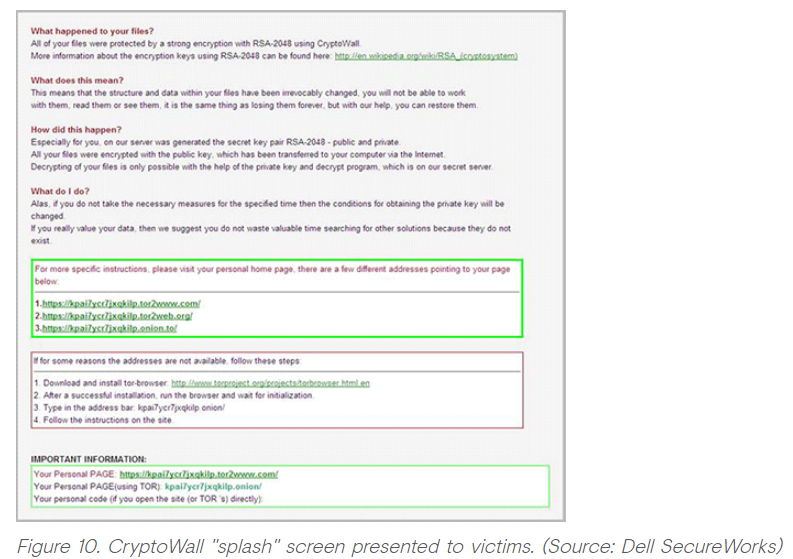 What happened to your files?
All of your files were protected by a strong encryption with RSA-2048 using CryptoWall.
More information about the encryption keys using RSA-2048 can be found here: http://en.wikipedia.org/wiki/RSA_(cryptosystem)
What does this mean?
This means that the structure and data within your files have been irrevocably changed, you will not be able to work
with them, read them or see them, it is the same thing as losing them forever, but with our help, you can restore them.
How did this happen?
Especially for you, on our server was generated the secret key pair RSA-2048 - public and private.
All your files were encrypted with the public key, which has been transferred to your computer via the Internet.
Decrypting of your files is only possible with the help of the private key and decrypt program, which is on our secret server.
What do I do?
Alas, if you do not take the necessary measures for the specified time then the conditions for obtaining the private key will be
changed.
If you really value your data, then we suggest you do not waste valuable time searching for other solutions because they do not
exist.
For more specific instructions, please visit your personal home page, there are a few different addresses pointing to your page
below:
1.https://kpai7ycr7jxqkilp.tor2www.com/
2.https://kpai7ycr7jxqkilp.tor2web.org/
3.https://kpai7ycr7jxqkilp.onion.to/
If for some reasons the addresses are not available, follow these steps:
1. Download and install tor-browser: http://www.torproject.org/projects/torbrowser.html.en
2. After a successful installation, run the browser and wait for initialization.
3. Type in the address bar: kpai7ycr7jxqkilp.onion/
4. Follow the instructions on the site.
IMPORTANT INFORMATION:
Your Personal PAGE: https://kpai7ycr7jxqkilp.tor2www.com/
Your Personal PAGE(using TOR): kpai7ycr7jxqkilp.onion/
Your personal code (if you open the site (or TOR 's) directly):
Figure 10. CryptoWall "splash" screen presented to victims. (Source: Dell SecureWorks)